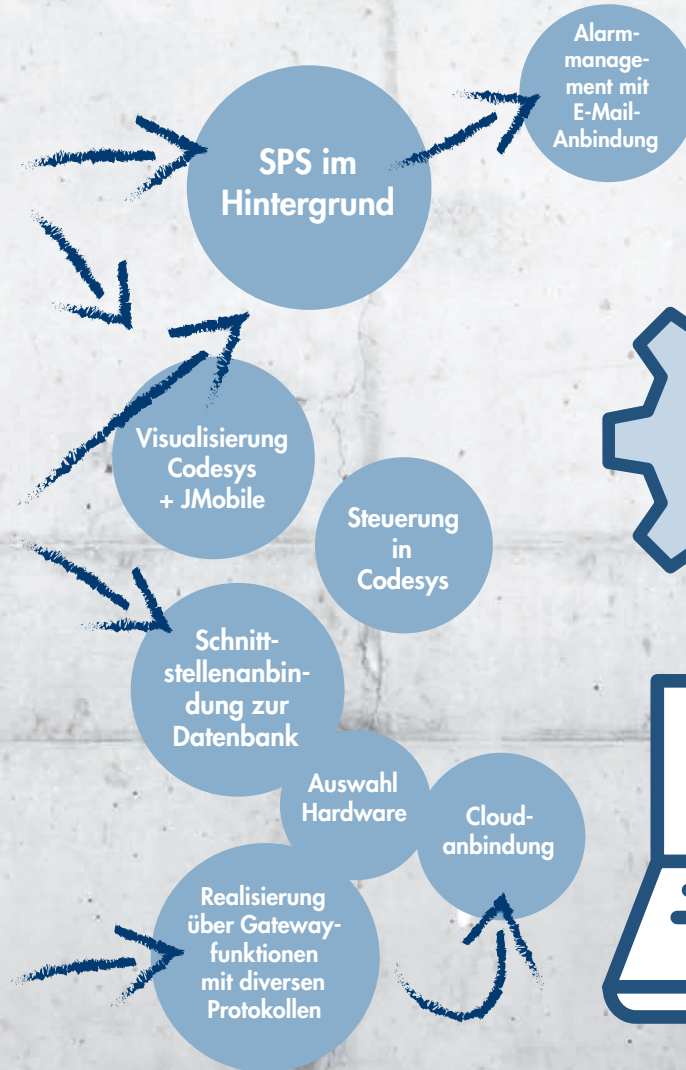 Alarm-
manage-
ment mit
E-Mail-
Anbindung
SPS im
Hintergrund
Visualisierung
Codesys
+ JMobile
Steuerung
in
Codesys
Schnitt-
stellenanbin-
dung zur
Datenbank
Auswahl
Hardware
Cloud-
anbindung
Realisierung
über Gateway-
funktionen
mit diversen
Protokollen